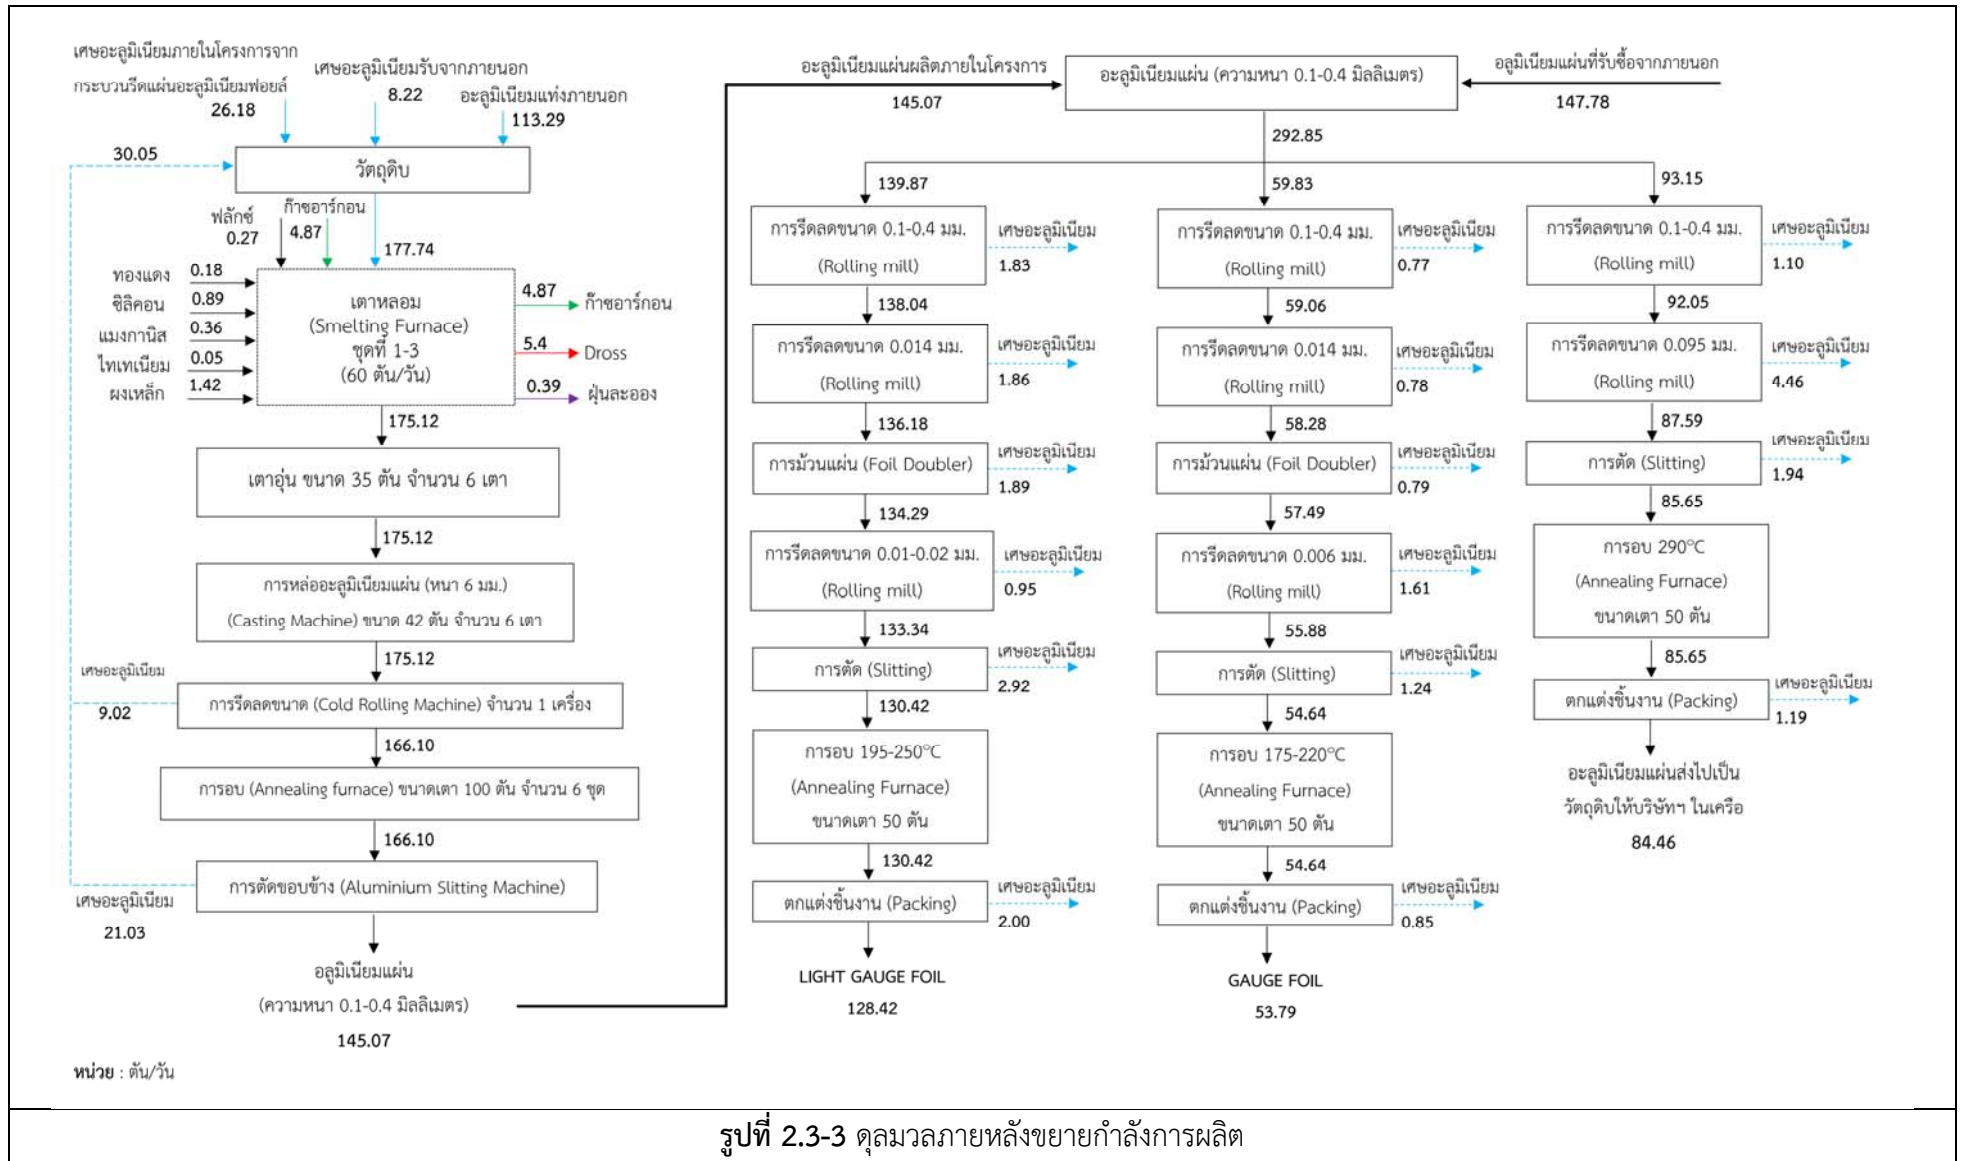 เศษอะลูมิเนียมภายในโครงการจาก
กระบวนรีดแผ่นอะลูมิเนียมฟอยล์
26.18
เศษอะลูมิเนียมรับจากภายนอก
8.22
อะลูมิเนียมแท่งภายนอก
113.29
30.05
วัตถุดิบ
ฟลักซ์
0.27
ก๊าซอาร์กอน
4.87
177.74
ทองแดง
0.18
ซิลิคอน
0.89
แมงกานิส
0.36
ไทเทเนียม
0.05
ผงเหล็ก
1.42
เตาหลอม
(Smelting Furnace)
ชุดที่ 1-3
(60 ตัน/วัน)
4.87
ก๊าซอาร์กอน
5.4
Dross
0.39
ฝุ่นละออง
175.12
เตาอุ่น ขนาด 35 ตัน จำนวน 6 เตา
175.12
การหล่ออะลูมิเนียมแผ่น (หนา 6 มม.)
(Casting Machine) ขนาด 42 ตัน จำนวน 6 เตา
175.12
เศษอะลูมิเนียม
9.02
การรีดลดขนาด (Cold Rolling Machine) จำนวน 1 เครื่อง
166.10
การอบ (Annealing furnace) ขนาดเตา 100 ตัน จำนวน 6 ชุด
166.10
การตัดขอบข้าง (Aluminium Slitting Machine)
เศษอะลูมิเนียม
21.03
อลูมิเนียมแผ่น
(ความหนา 0.1-0.4 มิลลิเมตร)
145.07
หน่วย : ตัน/วัน
อะลูมิเนียมแผ่นผลิตภายในโครงการ
145.07
อะลูมิเนียมแผ่น (ความหนา 0.1-0.4 มิลลิเมตร)
อลูมิเนียมแผ่นที่รับซื้อจากภายนอก
147.78
292.85
139.87
การรีดลดขนาด 0.1-0.4 มม.
(Rolling mill)
เศษอะลูมิเนียม
1.83
138.04
การรีดลดขนาด 0.014 มม.
(Rolling mill)
เศษอะลูมิเนียม
1.86
136.18
การม้วนแผ่น (Foil Doubler)
เศษอะลูมิเนียม
1.89
134.29
การรีดลดขนาด 0.01-0.02 มม.
(Rolling mill)
เศษอะลูมิเนียม
0.95
133.34
การตัด (Slitting)
เศษอะลูมิเนียม
2.92
130.42
การอบ 195-250°C
(Annealing Furnace)
ขนาดเตา 50 ตัน
130.42
ตกแต่งชิ้นงาน (Packing)
เศษอะลูมิเนียม
2.00
LIGHT GAUGE FOIL
128.42
59.83
การรีดลดขนาด 0.1-0.4 มม.
(Rolling mill)
เศษอะลูมิเนียม
0.77
59.06
การรีดลดขนาด 0.014 มม.
(Rolling mill)
เศษอะลูมิเนียม
0.78
58.28
การม้วนแผ่น (Foil Doubler)
เศษอะลูมิเนียม
0.79
57.49
การรีดลดขนาด 0.006 มม.
(Rolling mill)
เศษอะลูมิเนียม
1.61
55.88
การตัด (Slitting)
เศษอะลูมิเนียม
1.24
54.64
การอบ 175-220°C
(Annealing Furnace)
ขนาดเตา 50 ตัน
54.64
ตกแต่งชิ้นงาน (Packing)
เศษอะลูมิเนียม
0.85
GAUGE FOIL
53.79
93.15
การรีดลดขนาด 0.1-0.4 มม.
(Rolling mill)
เศษอะลูมิเนียม
1.10
92.05
การรีดลดขนาด 0.095 มม.
(Rolling mill)
เศษอะลูมิเนียม
4.46
87.59
การตัด (Slitting)
เศษอะลูมิเนียม
1.94
85.65
การอบ 290°C
(Annealing Furnace)
ขนาดเตา 50 ตัน
85.65
ตกแต่งชิ้นงาน (Packing)
เศษอะลูมิเนียม
1.19
อะลูมิเนียมแผ่นส่งไปเป็น
วัตถุดิบให้บริษัทฯ ในเครือ
84.46
รูปที่ 2.3-3 ดุลมวลภายหลังขยายกำลังการผลิต